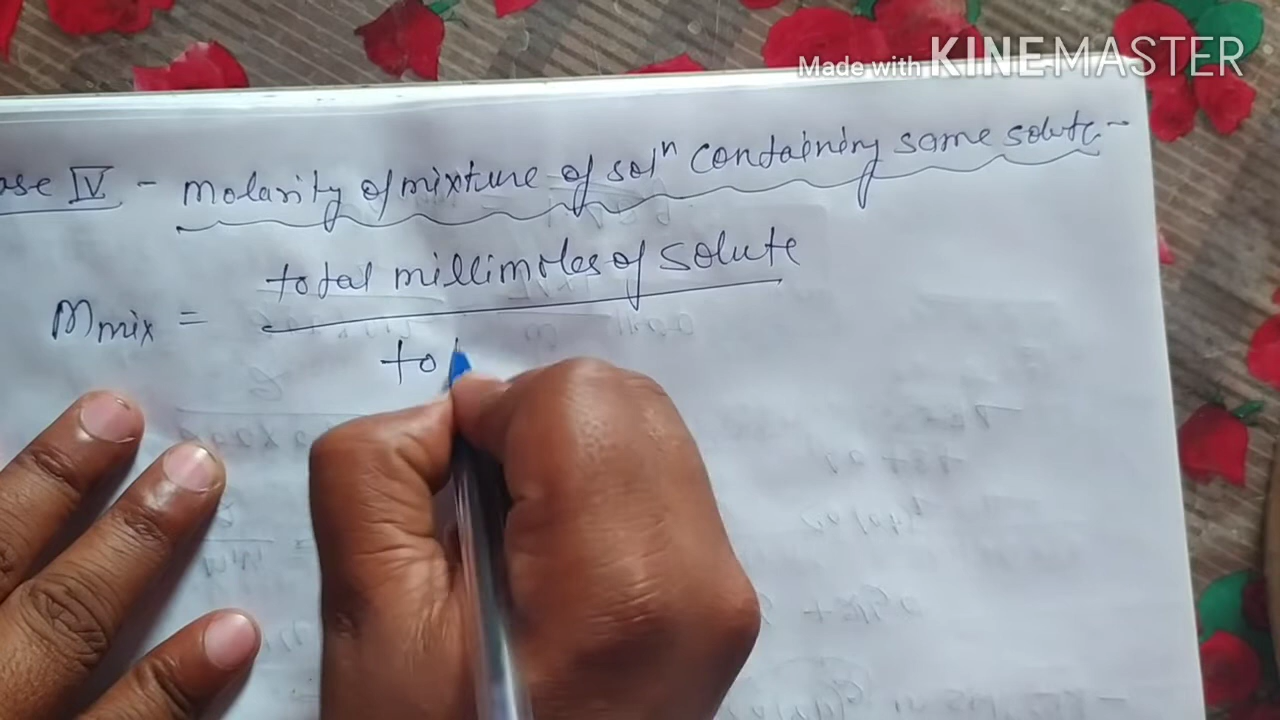 Made with KINEMASTER
ase IV - Molarity of mixture of solⁿ containing same solute-
total millimoles of solute
Mmix =
to